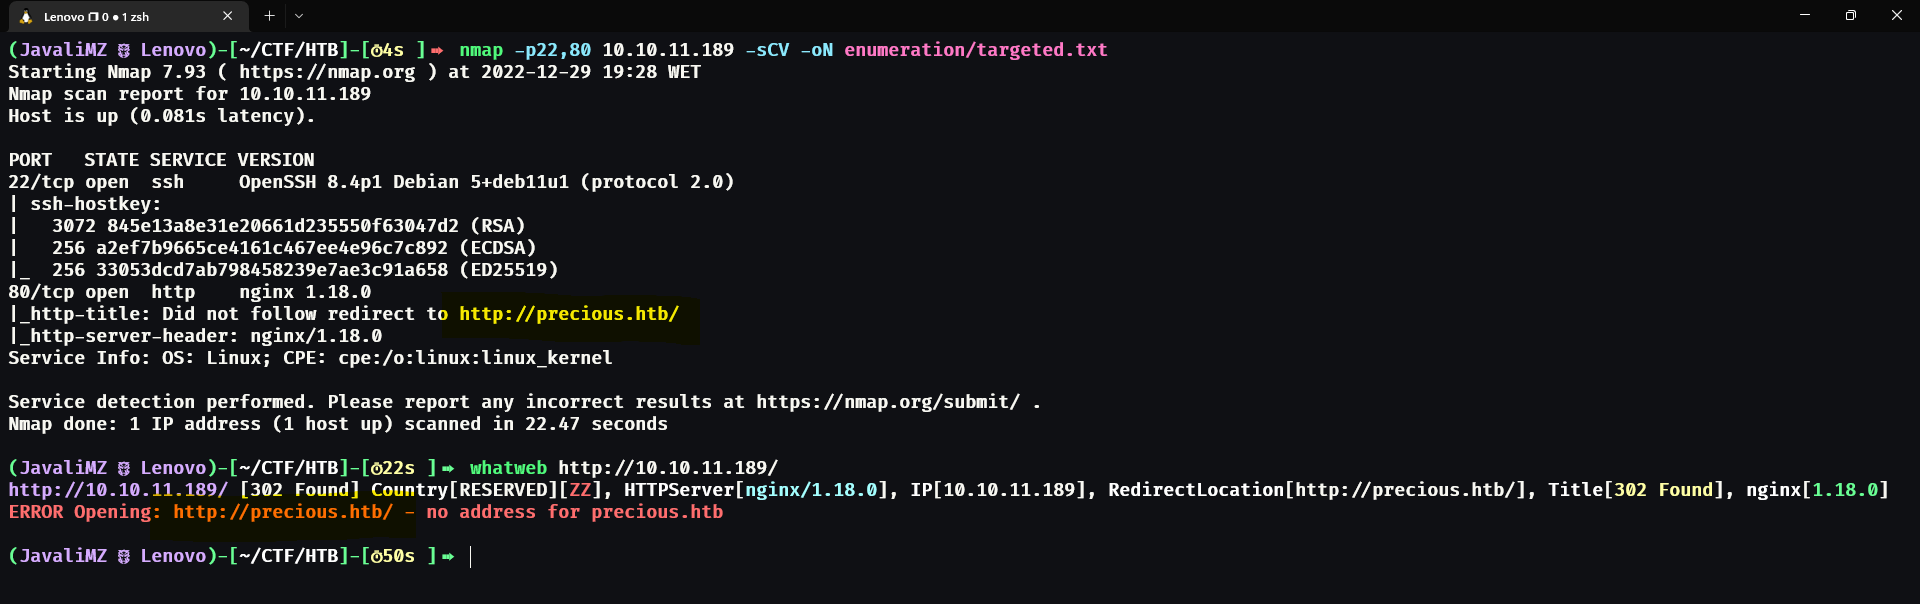 Lenovo 0 ● 1 zsh
(JavaliMZ Lenovo)-[~/CTF/HTB]-[⏱4s ]➠ nmap -p22,80 10.10.11.189 -sCV -oN enumeration/targeted.txt
Starting Nmap 7.93 ( https://nmap.org ) at 2022-12-29 19:28 WET
Nmap scan report for 10.10.11.189
Host is up (0.081s latency).
PORT   STATE SERVICE VERSION
22/tcp open  ssh     OpenSSH 8.4p1 Debian 5+deb11u1 (protocol 2.0)
| ssh-hostkey:
|   3072 845e13a8e31e20661d235550f63047d2 (RSA)
|   256 a2ef7b9665ce4161c467ee4e96c7c892 (ECDSA)
|_  256 33053dcd7ab798458239e7ae3c91a658 (ED25519)
80/tcp open  http    nginx 1.18.0
|_http-title: Did not follow redirect to http://precious.htb/
|_http-server-header: nginx/1.18.0
Service Info: OS: Linux; CPE: cpe:/o:linux:linux_kernel
Service detection performed. Please report any incorrect results at https://nmap.org/submit/ .
Nmap done: 1 IP address (1 host up) scanned in 22.47 seconds
(JavaliMZ Lenovo)-[~/CTF/HTB]-[⏱22s ]➠ whatweb http://10.10.11.189/
http://10.10.11.189/ [302 Found] Country[RESERVED][ZZ], HTTPServer[nginx/1.18.0], IP[10.10.11.189], RedirectLocation[http://precious.htb/], Title[302 Found], nginx[1.18.0]
ERROR Opening: http://precious.htb/ - no address for precious.htb
(JavaliMZ Lenovo)-[~/CTF/HTB]-[⏱50s ]➠